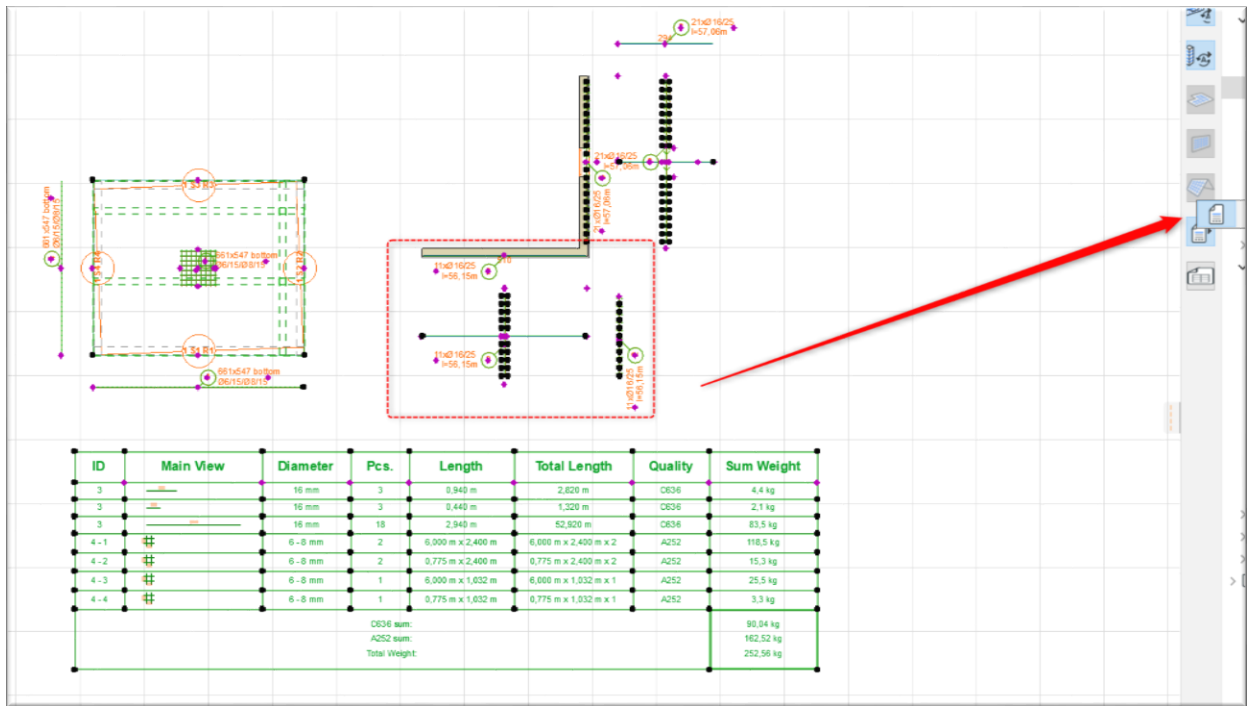 21xØ16/25
l=57,06m
294
21xØ16/25
l=57,06m
21xØ16/25
l=57,06m
661x547 bottom
Ø6/15/Ø8/15
661x547 bottom
Ø6/15/Ø8/15
210
11xØ16/25
l=56,15m
11xØ16/25
l=56,15m
11xØ16/25
l=56,15m
661x547 bottom
Ø6/15/Ø8/15
ID Main View Diameter Pcs. Length Total Length Quality Sum Weight
3 16 mm 3 0,940 m 2,820 m C636 4,4 kg
3 16 mm 3 0,440 m 1,320 m C636 2,1 kg
3 16 mm 18 2,940 m 52,920 m C636 83,5 kg
4 - 1 6 - 8 mm 2 6,000 m x 2,400 m 6,000 m x 2,400 m x 2 A252 118,5 kg
4 - 2 6 - 8 mm 2 0,775 m x 2,400 m 0,775 m x 2,400 m x 2 A252 15,3 kg
4 - 3 6 - 8 mm 1 6,000 m x 1,032 m 6,000 m x 1,032 m x 1 A252 25,5 kg
4 - 4 6 - 8 mm 1 0,775 m x 1,032 m 0,775 m x 1,032 m x 1 A252 3,3 kg
C636 sum: 90,04 kg
A252 sum: 162,52 kg
Total Weight: 252,56 kg